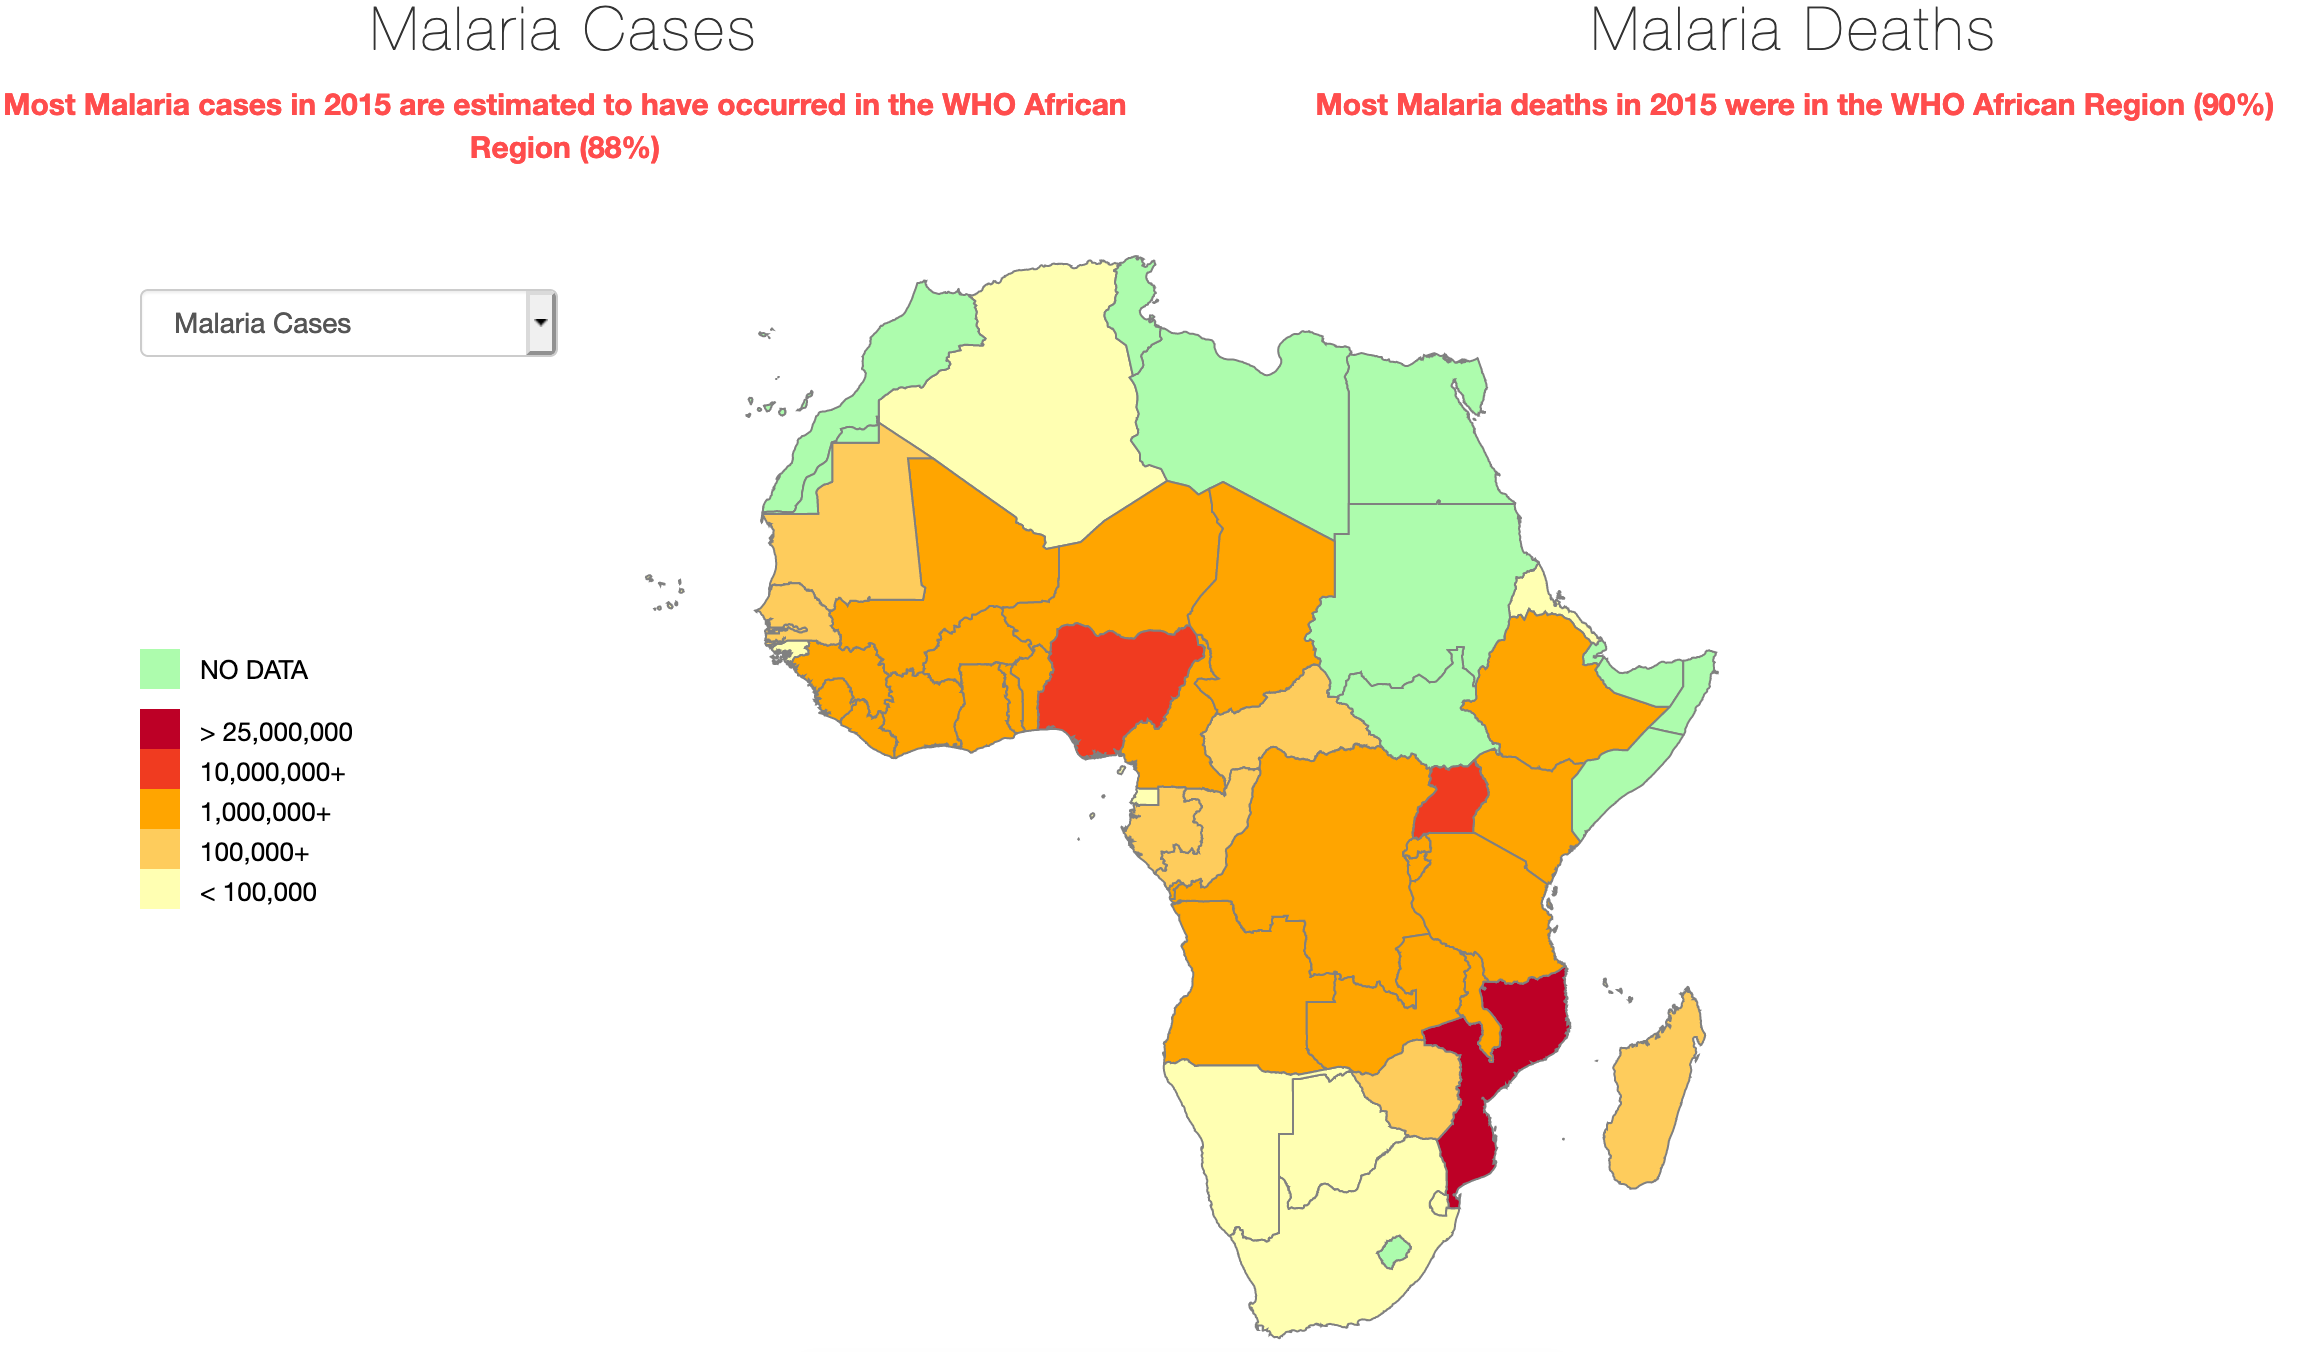 Malaria Cases
Most Malaria cases in 2015 are estimated to have occurred in the WHO African
Region (88%)
Malaria Deaths
Most Malaria deaths in 2015 were in the WHO African Region (90%)
Malaria Cases
NO DATA
> 25,000,000
10,000,000+
1,000,000+
100,000+
< 100,000